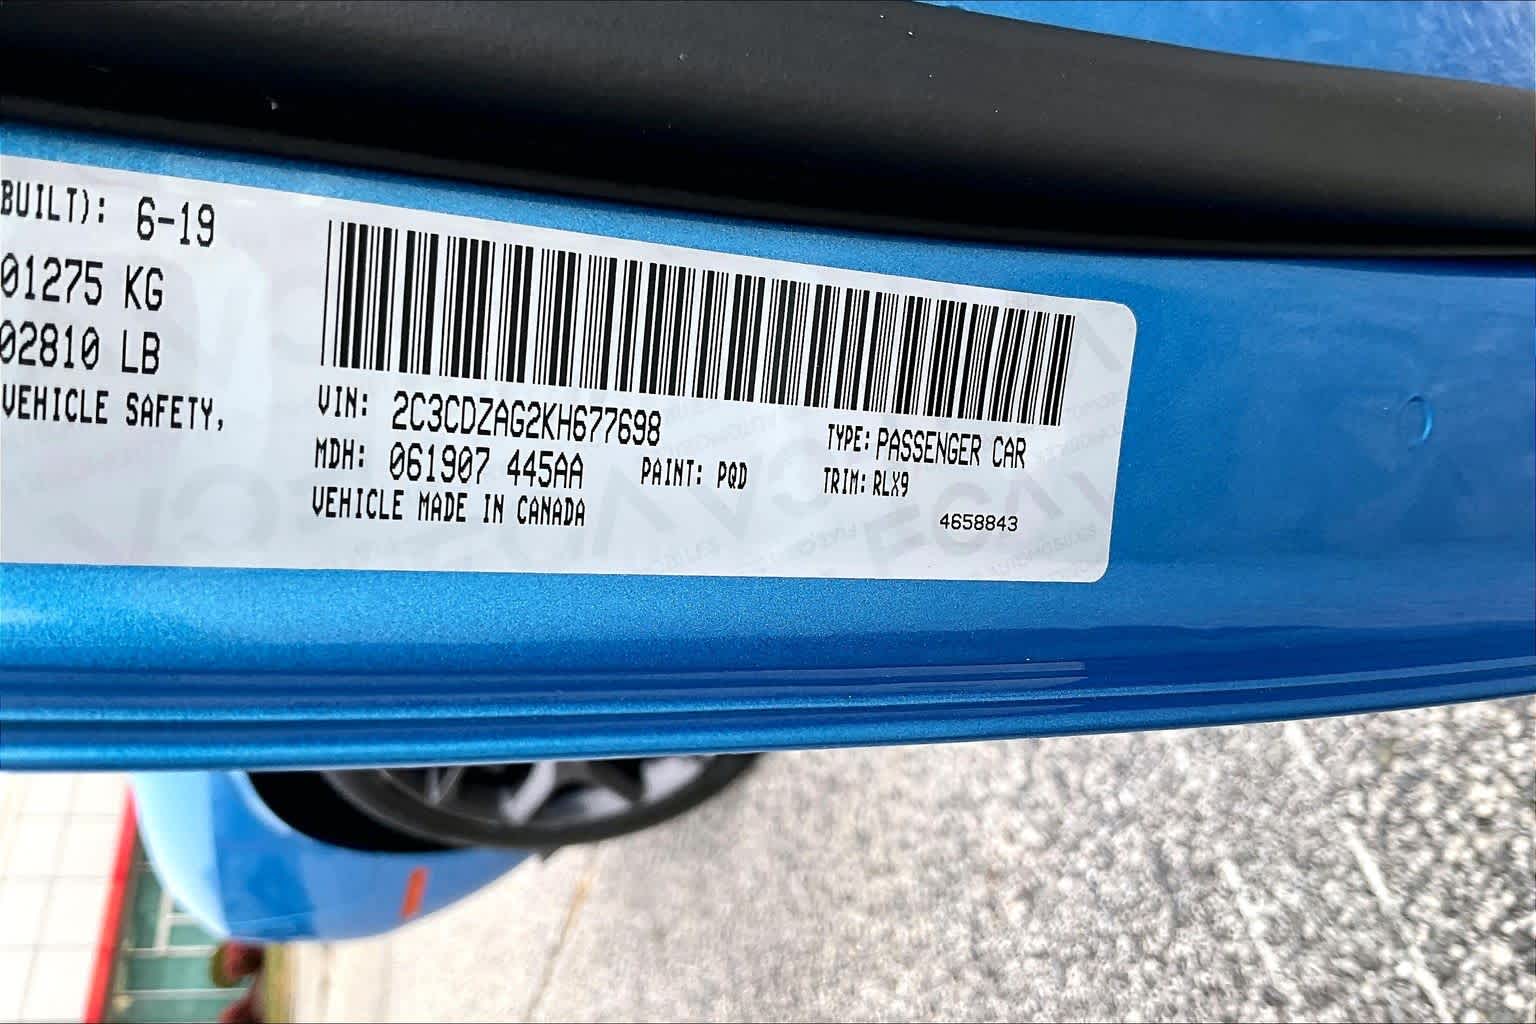 BUILT): 6-19
01275 KG
02810 LB
VEHICLE SAFETY,
VIN: 2C3CDZAG2KH677698
TYPE: PASSENGER CAR
MDH: 061907 445AA
PAINT: PQD
TRIM: RLX9
VEHICLE MADE IN CANADA
4658843